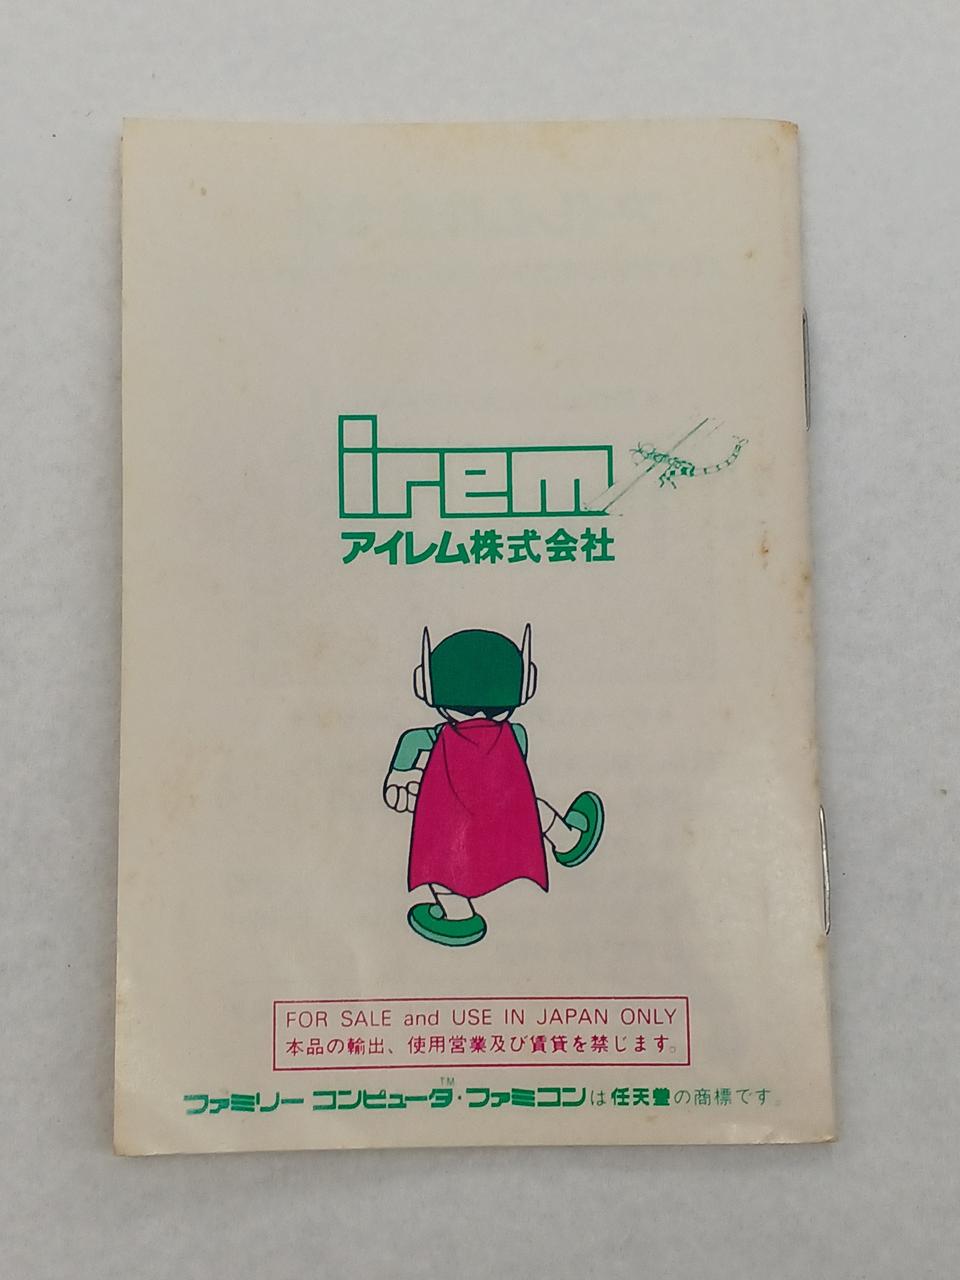 irem
アイレム株式会社
FOR SALE and USE IN JAPAN ONLY
本品の輸出、使用営業及び賃貸を禁じます。
ファミリーコンピュータ™・ファミコンは任天堂の商標です。